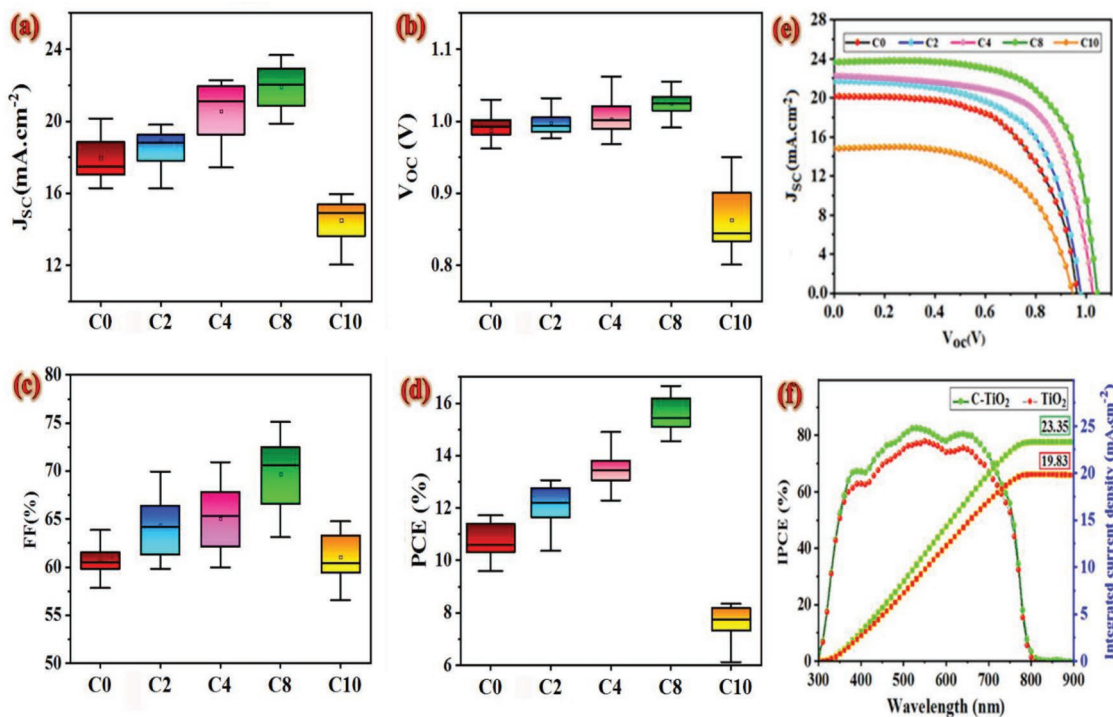 (a)
J_SC(mA.cm⁻²)
24
20
16
12
C0 C2 C4 C8 C10
(b)
V_OC (V)
1.1
1.0
0.9
0.8
C0 C2 C4 C8 C10
(e)
C0 C2 C4 C8 C10
J_SC(mA.cm⁻²)
28
24
20
16
12
8
4
0.0
0.0 0.2 0.4 0.6 0.8 1.0
V_OC(V)
(c)
FF(%)
80
75
70
65
60
55
50
C0 C2 C4 C8 C10
(d)
PCE (%)
16
14
12
10
8
6
C0 C2 C4 C8 C10
(f)
C-TiO₂ TiO₂
23.35
19.83
IPCE (%)
80
60
40
20
0
300 400 500 600 700 800 900
Wavelength (nm)
25
20
15
10
5
0
Integrated current density (mA.cm⁻²)